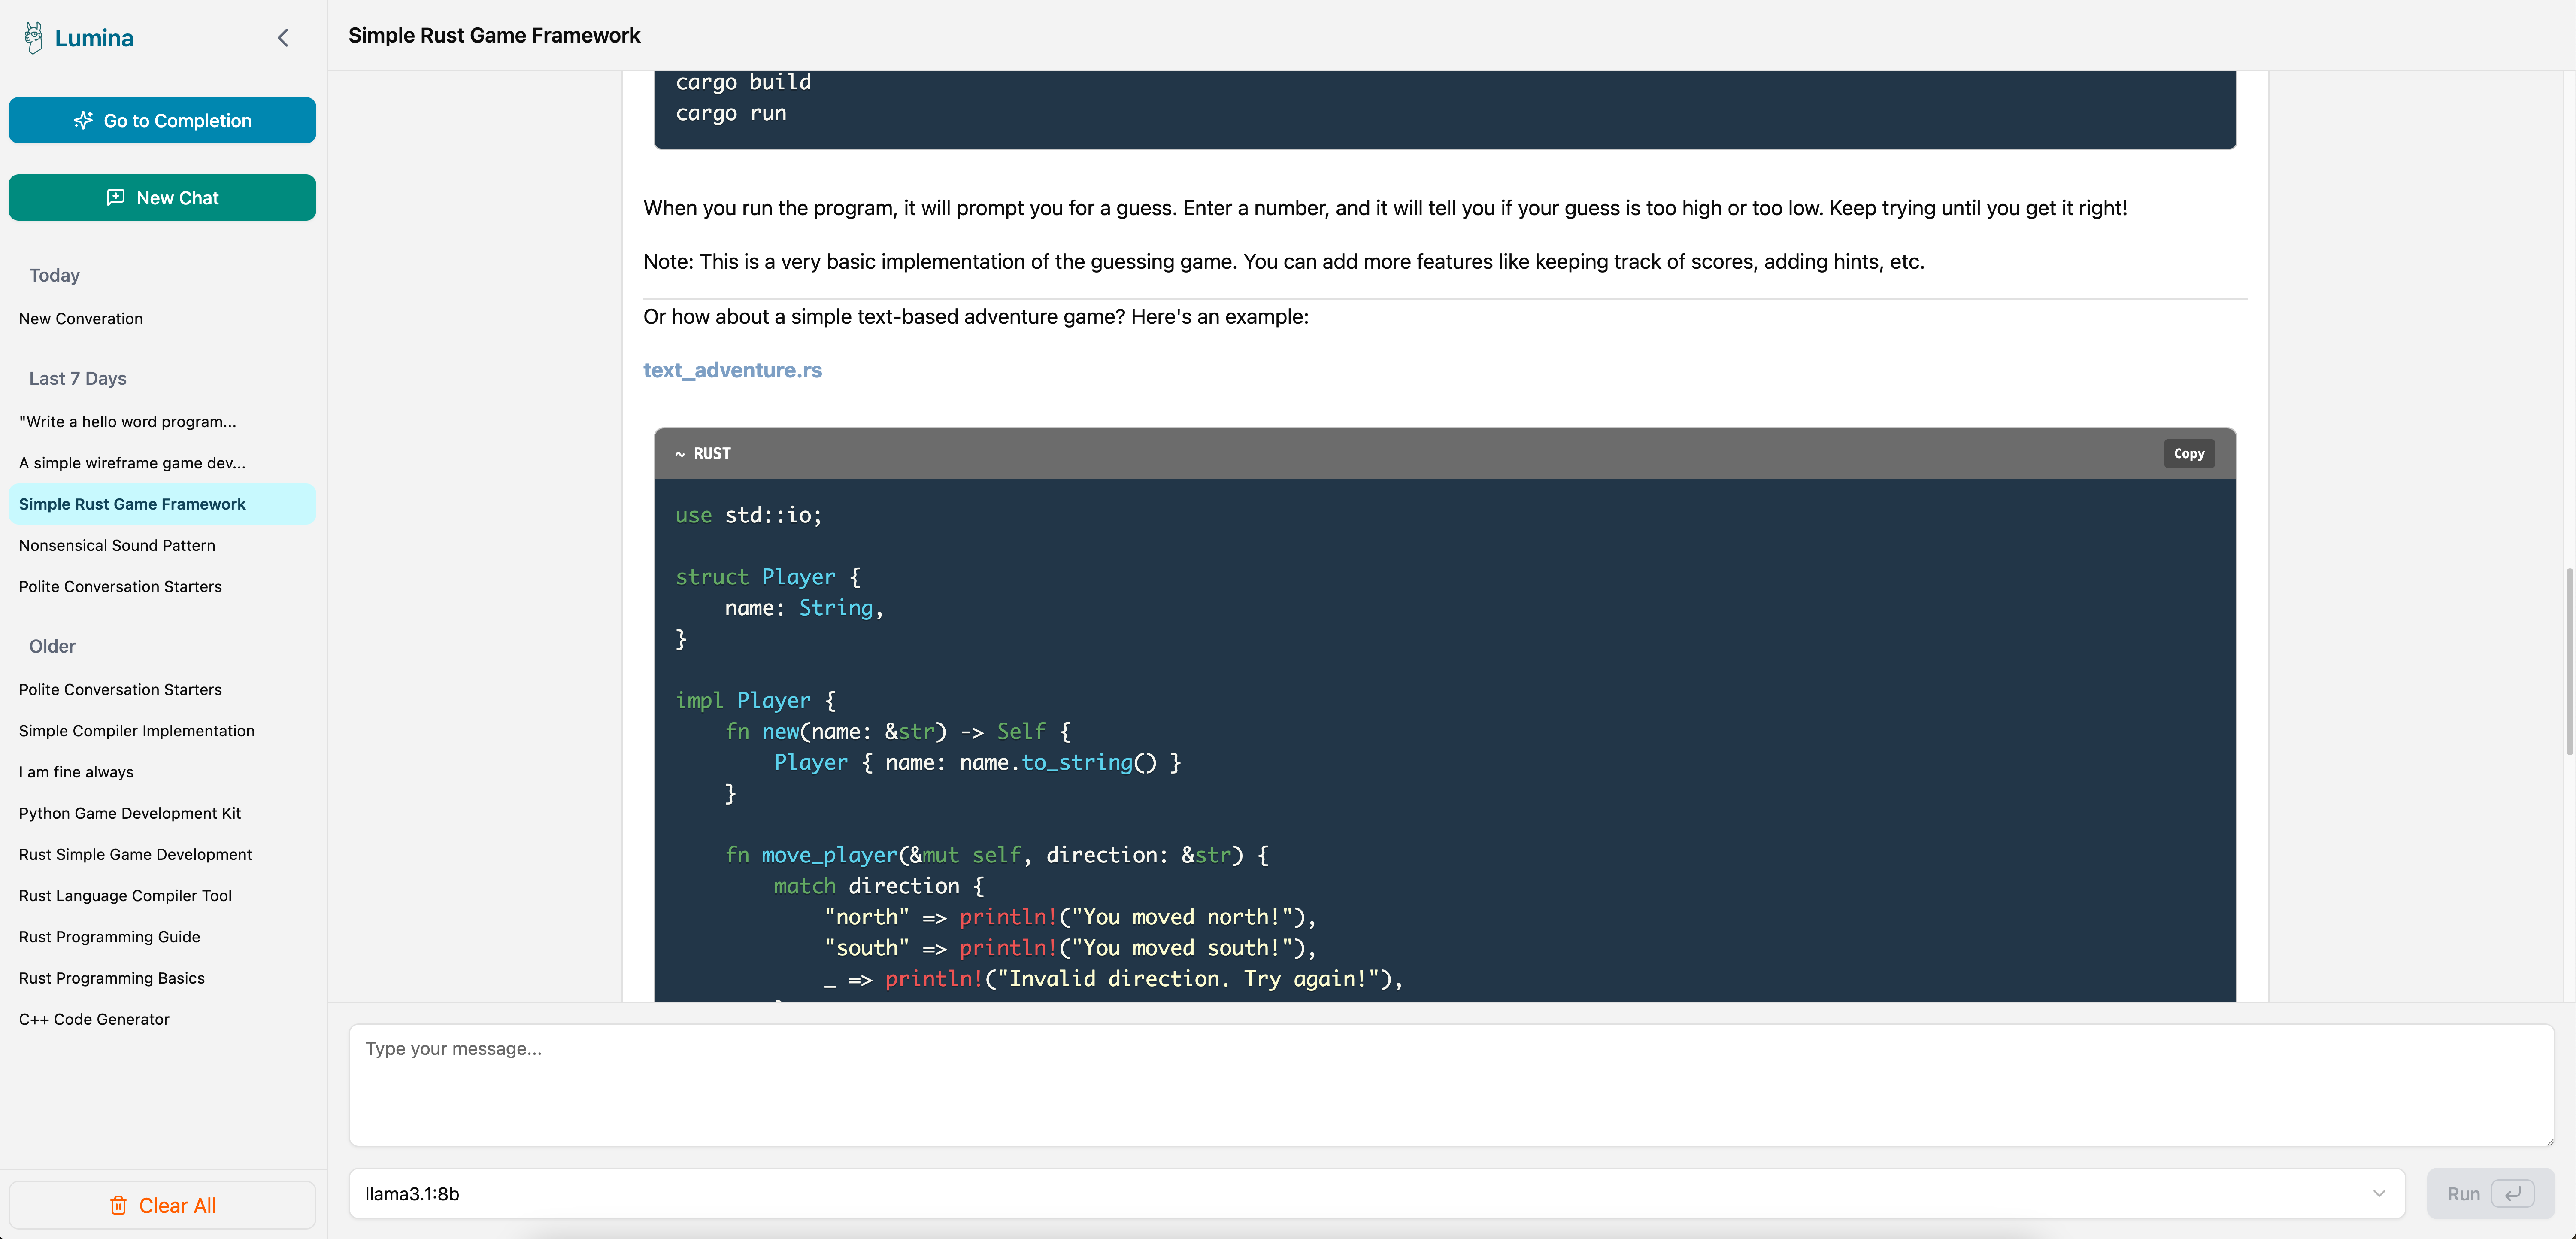 Lumina
Go to Completion
New Chat
Today
New Converation
Last 7 Days
"Write a hello word program...
A simple wireframe game dev...
Simple Rust Game Framework
Nonsensical Sound Pattern
Polite Conversation Starters
Older
Polite Conversation Starters
Simple Compiler Implementation
I am fine always
Python Game Development Kit
Rust Simple Game Development
Rust Language Compiler Tool
Rust Programming Guide
Rust Programming Basics
C++ Code Generator
Clear All
Simple Rust Game Framework
cargo build
cargo run
When you run the program, it will prompt you for a guess. Enter a number, and it will tell you if your guess is too high or too low. Keep trying until you get it right!
Note: This is a very basic implementation of the guessing game. You can add more features like keeping track of scores, adding hints, etc.
Or how about a simple text-based adventure game? Here's an example:
text_adventure.rs
~ RUST
Copy
use std::io;
struct Player {
    name: String,
}
impl Player {
    fn new(name: &str) -> Self {
        Player { name: name.to_string() }
    }
    fn move_player(&mut self, direction: &str) {
        match direction {
            "north" => println!("You moved north!"),
            "south" => println!("You moved south!"),
            _ => println!("Invalid direction. Try again!"),
Type your message...
llama3.1:8b
Run